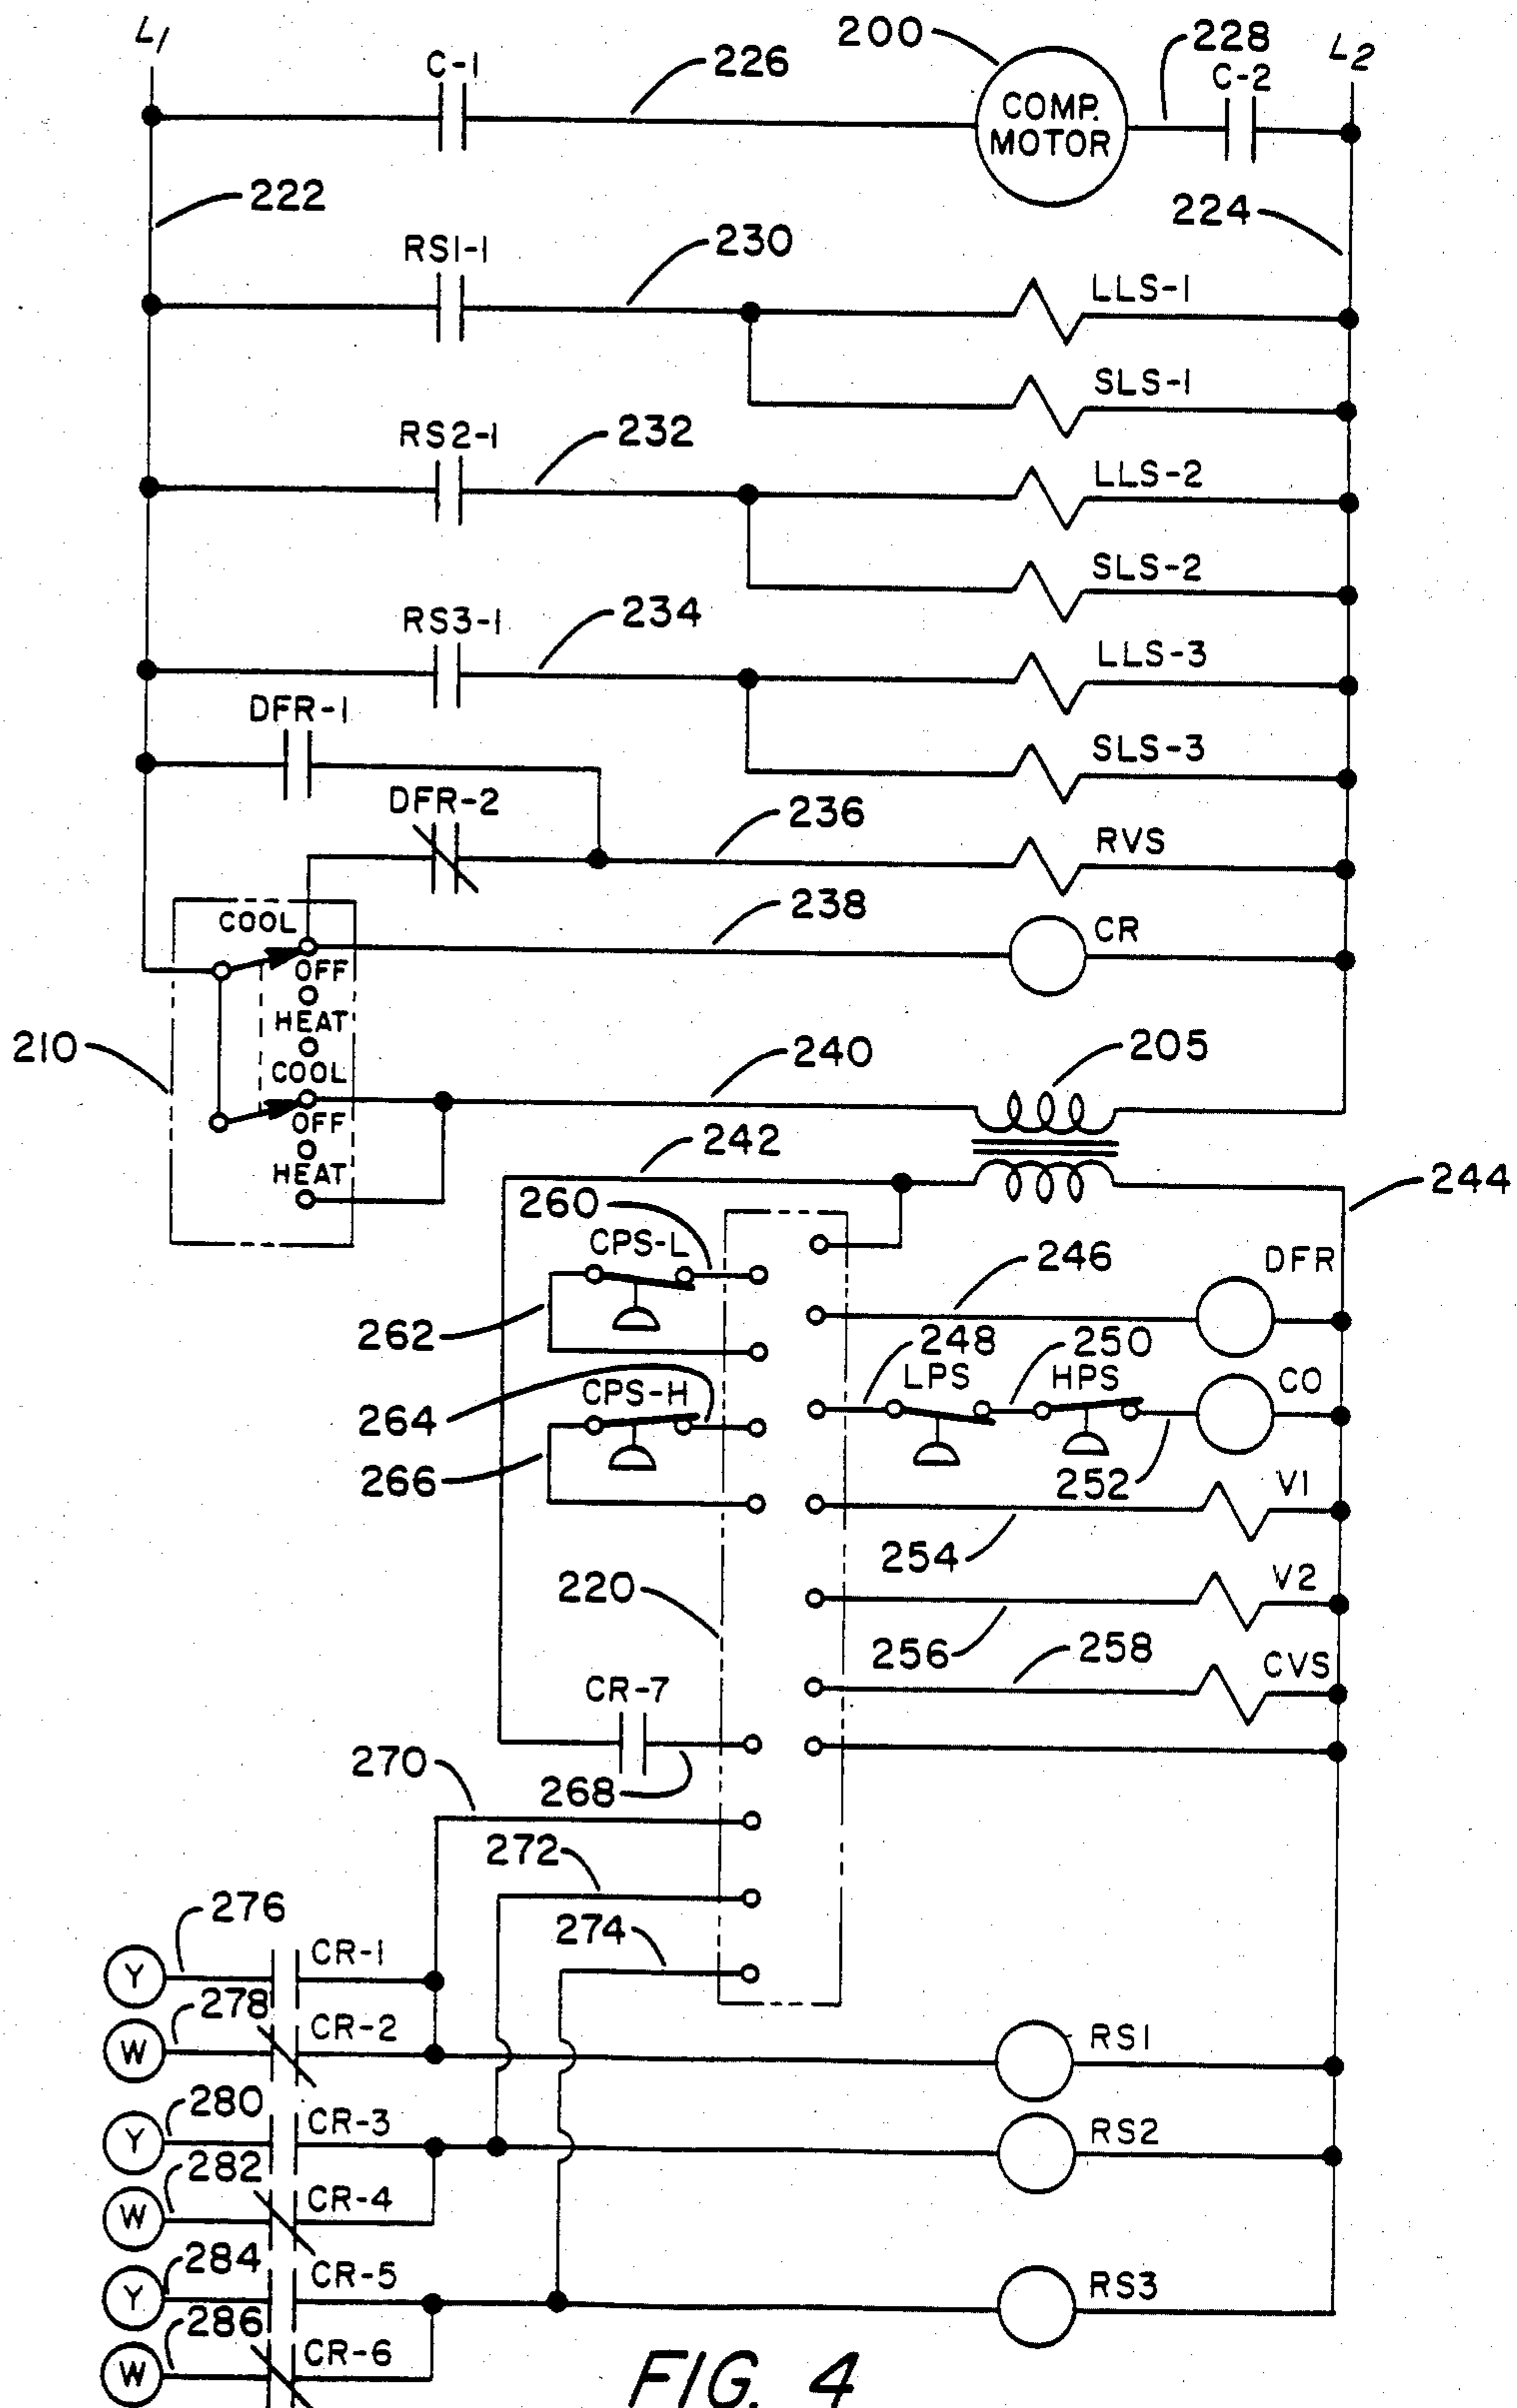 L1
C-1
226
200
COMP.
MOTOR
228
C-2
L2
222
224
RS1-1
230
LLS-1
SLS-1
RS2-1
232
LLS-2
SLS-2
RS3-1
234
LLS-3
DFR-1
SLS-3
DFR-2
236
RVS
238
CR
COOL
OFF
HEAT
210
COOL
OFF
HEAT
240
205
242
244
260
CPS-L
246
DFR
262
248
250
LPS
HPS
CO
264
CPS-H
266
252
V1
254
220
V2
256
258
CVS
CR-7
268
270
272
274
276
Y
CR-1
278
W
CR-2
RS1
280
Y
CR-3
RS2
282
W
CR-4
284
Y
CR-5
RS3
286
W
CR-6
FIG. 4